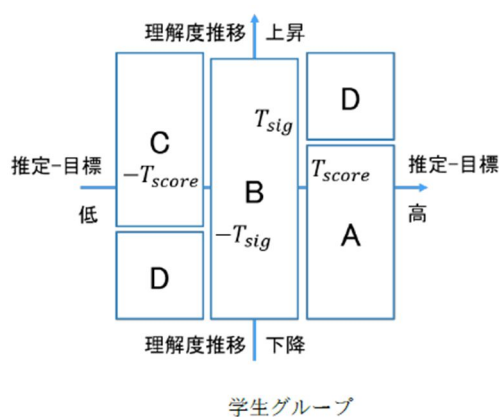 理解度推移 上昇
D
C
T_sig
推定-目標
-T_score
T_score
推定-目標
B
低
高
-T_sig
A
D
理解度推移 下降
学生グループ